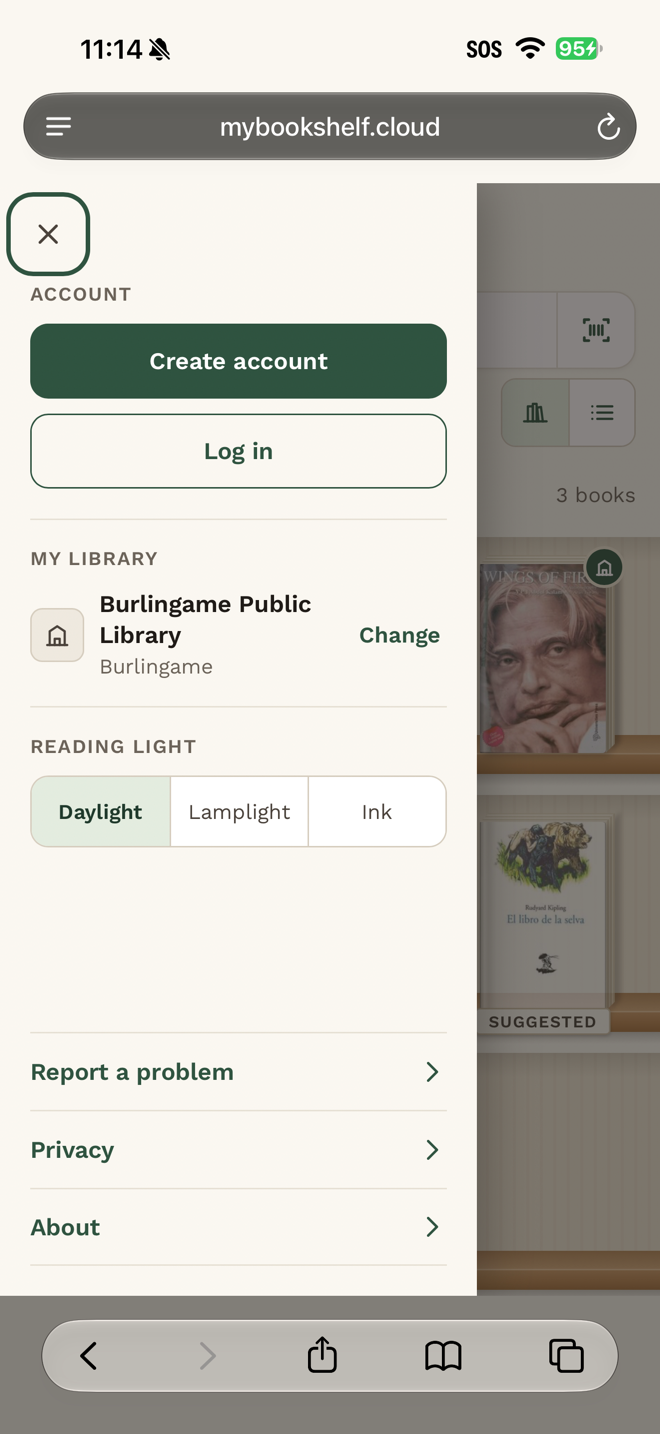 11:14
SOS
95
mybookshelf.cloud
ACCOUNT
Create account
Log in
3 books
MY LIBRARY
Burlingame Public
Library
Burlingame
Change
WINGS OF FIR
READING LIGHT
Daylight
Lamplight
Ink
Rudyard Kipling
El libro de la selva
SUGGESTED
Report a problem
Privacy
About